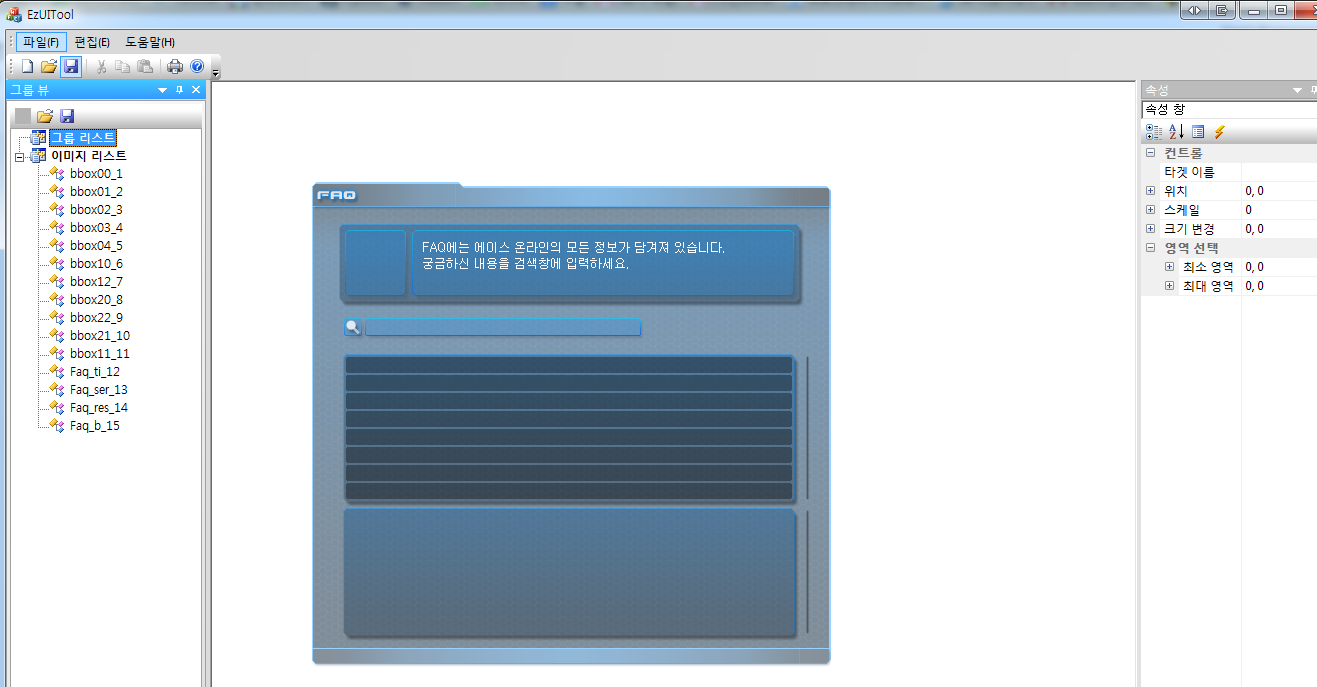 EzUITool
파일(F) 편집(E) 도움말(H)
그룹 뷰
그룹 리스트
이미지 리스트
bbox00_1
bbox01_2
bbox02_3
bbox03_4
bbox04_5
bbox10_6
bbox12_7
bbox20_8
bbox22_9
bbox21_10
bbox11_11
Faq_ti_12
Faq_ser_13
Faq_res_14
Faq_b_15
FAQ
FAQ에는 에이스 온라인의 모든 정보가 담겨져 있습니다.
궁금하신 내용을 검색창에 입력하세요.
속성
속성 창
컨트롤
타겟 이름
위치 0, 0
스케일 0
크기 변경 0, 0
영역 선택
최소 영역 0, 0
최대 영역 0, 0